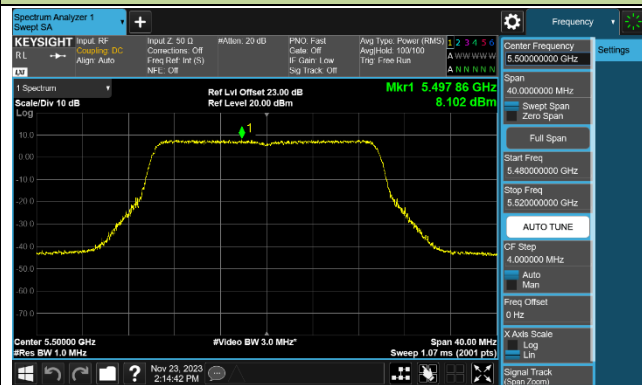 Spectrum Analyzer 1
Swept SA
Frequency
KEYSIGHT
Input: RF
Coupling: DC
Align: Auto
Input Z: 50 Ω
Corrections: Off
Freq Ref: Int (S)
NFE: Off
#Atten: 20 dB
PNO: Fast
Gate: Off
IF Gain: Low
Sig Track: Off
Avg Type: Power (RMS)
Avg|Hold: 100/100
Trig: Free Run
1 2 3 4 5 6
A W W W W W
A N N N N N
R L
LXI
1 Spectrum
Scale/Div 10 dB
Log
Ref Lvl Offset 23.00 dB
Ref Level 20.00 dBm
Mkr1 5.497 86 GHz
8.102 dBm
1
10.0
0.00
-10.0
-20.0
-30.0
-40.0
-50.0
-60.0
-70.0
Center 5.50000 GHz
#Res BW 1.0 MHz
#Video BW 3.0 MHz*
Span 40.00 MHz
Sweep 1.07 ms (2001 pts)
Nov 23, 2023
2:14:42 PM
?
Center Frequency
5.500000000 GHz
Settings
Span
40.0000000 MHz
Swept Span
Zero Span
Full Span
Start Freq
5.480000000 GHz
Stop Freq
5.520000000 GHz
AUTO TUNE
CF Step
4.000000 MHz
Auto
Man
Freq Offset
0 Hz
X Axis Scale
Log
Lin
Signal Track
(Span Zoom)